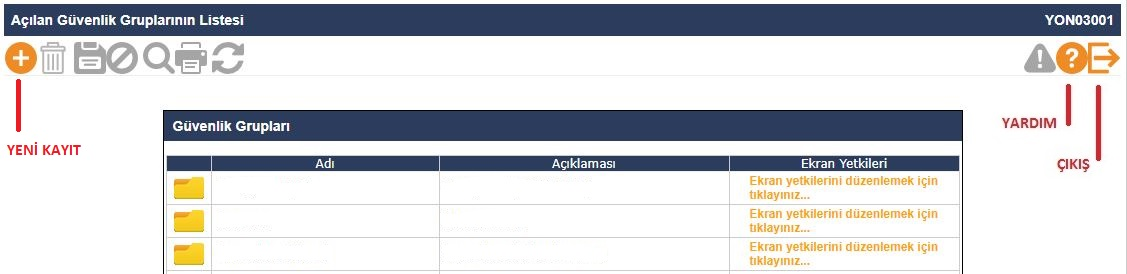 Açılan Güvenlik Gruplarının Listesi YON03001
YENİ KAYIT
YARDIM
ÇIKIŞ
Güvenlik Grupları
Adı Açıklaması Ekran Yetkileri
Ekran yetkilerini düzenlemek için
tıklayınız...
Ekran yetkilerini düzenlemek için
tıklayınız...
Ekran yetkilerini düzenlemek için
tıklayınız...